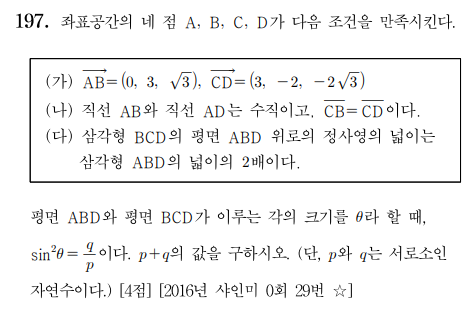 197. 좌표공간의 네 점 A, B, C, D가 다음 조건을 만족시킨다.
(가) $\overrightarrow{AB}=(0, 3, \sqrt{3})$, $\overrightarrow{CD}=(3, -2, -2\sqrt{3})$
(나) 직선 AB와 직선 AD는 수직이고, $\overline{CB}=\overline{CD}$이다.
(다) 삼각형 BCD의 평면 ABD 위로의 정사영의 넓이는
삼각형 ABD의 넓이의 2배이다.
평면 ABD와 평면 BCD가 이루는 각의 크기를 θ라 할 때,
$\sin^2\theta=\frac{q}{p}$이다. p+q의 값을 구하시오. (단, p와 q는 서로소인
자연수이다.) [4점] [2016년 샤인미 0회 29번 ☆]